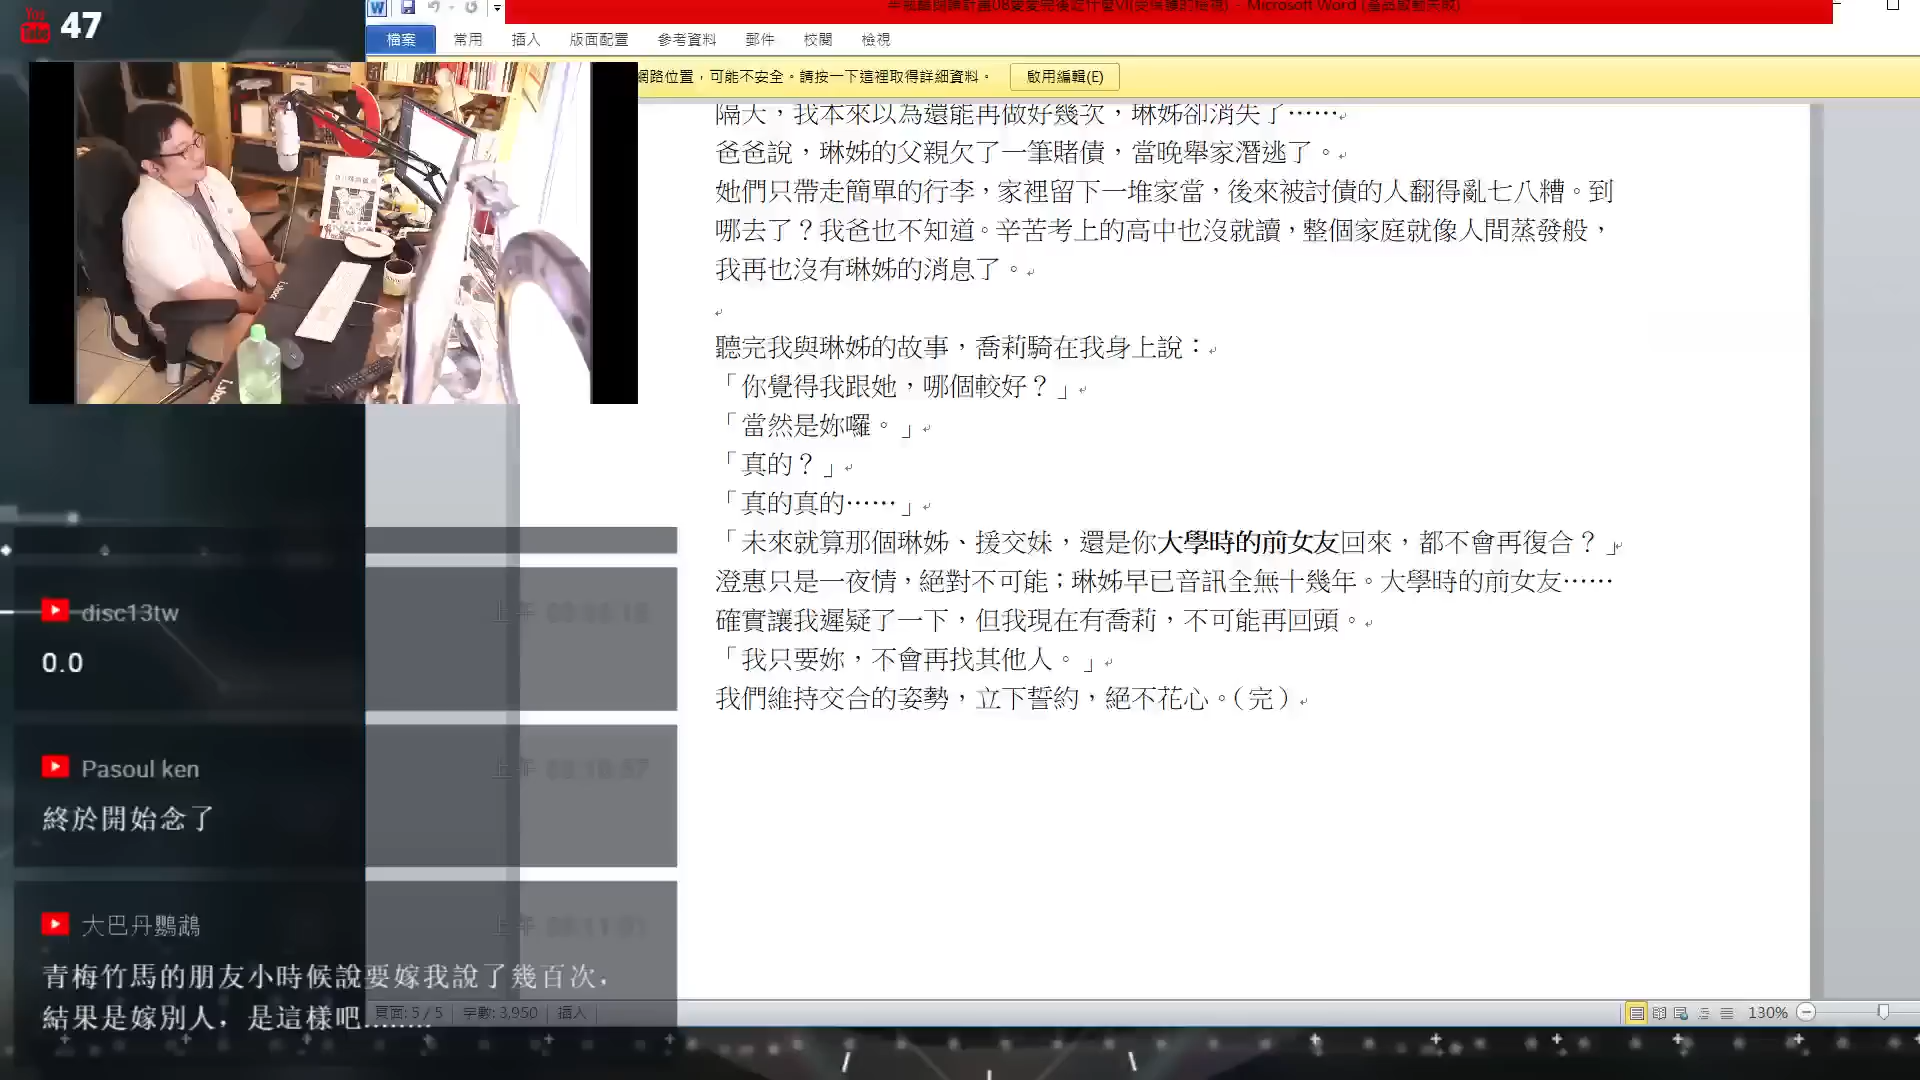 You
Tube
47
Microsoft Word
檔案
常用
插入
版面配置
參考資料
郵件
校閱
檢視
網路位置，可能不安全。請按一下這裡取得詳細資料。
啟用編輯(E)
隔天，我本來以為還能再做好幾次，琳姊卻消失了⋯⋯
爸爸說，琳姊的父親欠了一筆賭債，當晚舉家潛逃了。
她們只帶走簡單的行李，家裡留下一堆家當，後來被討債的人翻得亂七八糟。到
哪去了？我爸也不知道。辛苦考上的高中也沒就讀，整個家庭就像人間蒸發般，
我再也沒有琳姊的消息了。
聽完我與琳姊的故事，喬莉騎在我身上說：
「你覺得我跟她，哪個較好？」
「當然是妳囉。」
「真的？」
「真的真的⋯⋯」
「未來就算那個琳姊、援交妹，還是你大學時的前女友回來，都不會再復合？」
澄惠只是一夜情，絕對不可能；琳姊早已音訊全無十幾年。大學時的前女友⋯⋯
確實讓我遲疑了一下，但我現在有喬莉，不可能再回頭。
「我只要妳，不會再找其他人。」
我們維持交合的姿勢，立下誓約，絕不花心。（完）
disc13tw
0.0
Pasoul ken
終於開始念了
大巴丹鸚鵡
青梅竹馬的朋友小時候說要嫁我說了幾百次，
結果是嫁別人，是這樣吧........
頁面: 5 / 5
字數: 3,950
插入
130%